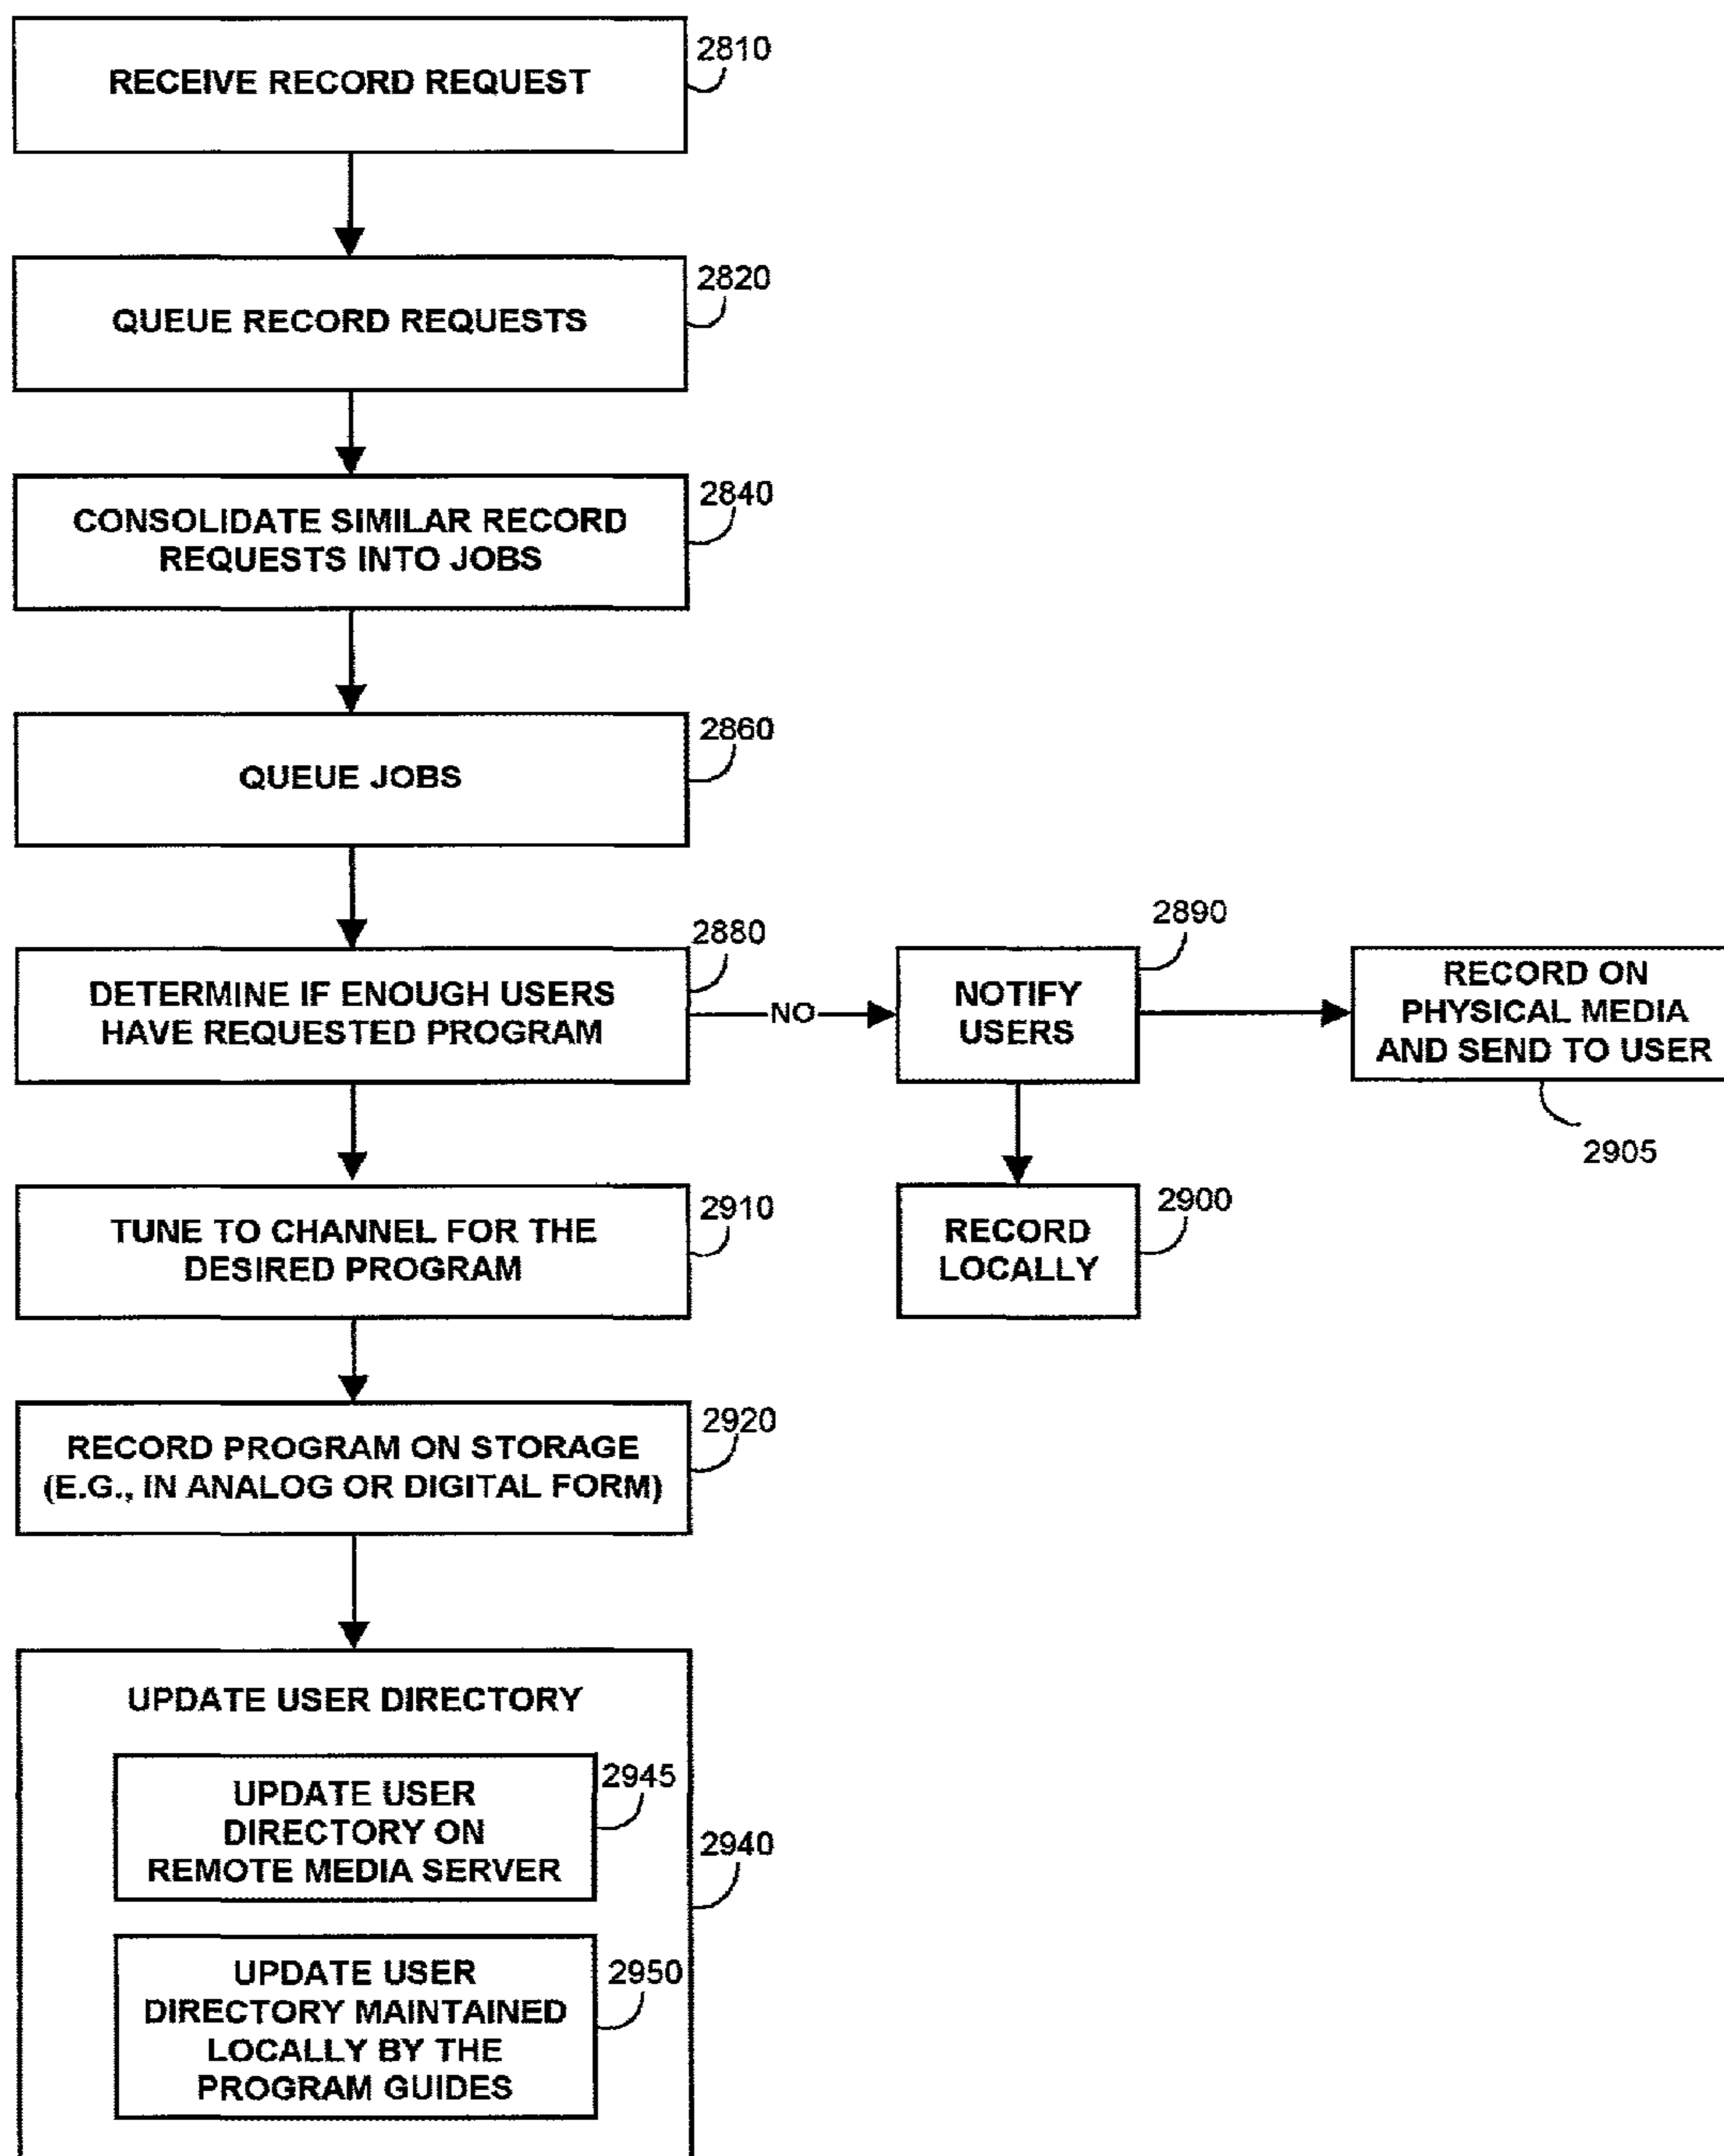 RECEIVE RECORD REQUEST
2810
QUEUE RECORD REQUESTS
2820
CONSOLIDATE SIMILAR RECORD
REQUESTS INTO JOBS
2840
QUEUE JOBS
2860
DETERMINE IF ENOUGH USERS
HAVE REQUESTED PROGRAM
2880
NO
NOTIFY
USERS
2890
RECORD ON
PHYSICAL MEDIA
AND SEND TO USER
2905
RECORD
LOCALLY
2900
TUNE TO CHANNEL FOR THE
DESIRED PROGRAM
2910
RECORD PROGRAM ON STORAGE
(E.G., IN ANALOG OR DIGITAL FORM)
2920
UPDATE USER DIRECTORY
UPDATE USER
DIRECTORY ON
REMOTE MEDIA SERVER
2945
2940
UPDATE USER
DIRECTORY MAINTAINED
LOCALLY BY THE
PROGRAM GUIDES
2950